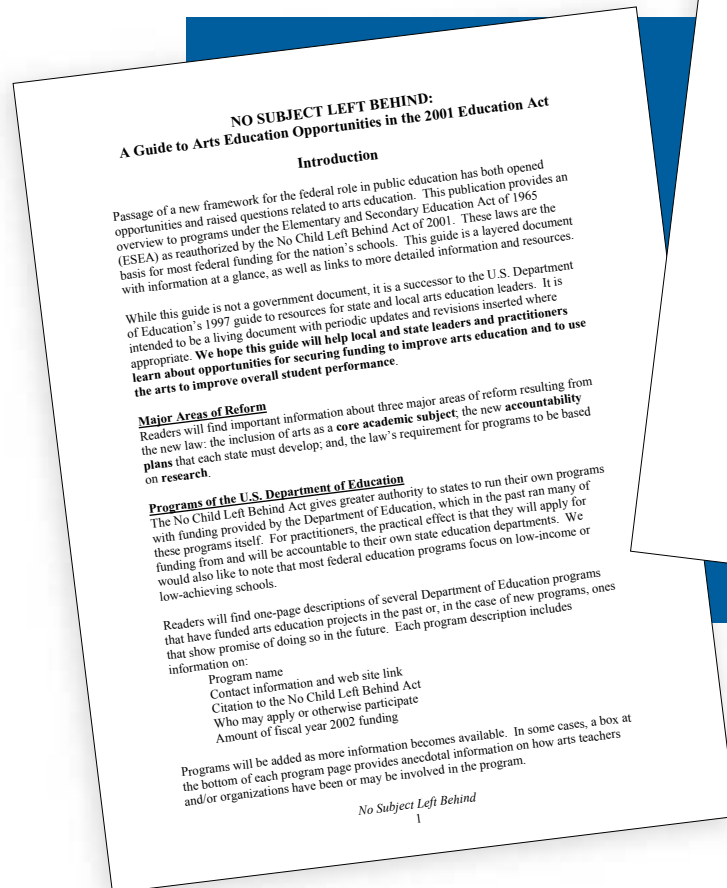 NO SUBJECT LEFT BEHIND:
A Guide to Arts Education Opportunities in the 2001 Education Act
Introduction
Passage of a new framework for the federal role in public education has both opened
opportunities and raised questions related to arts education. This publication provides an
overview to programs under the Elementary and Secondary Education Act of 1965
(ESEA) as reauthorized by the No Child Left Behind Act of 2001. These laws are the
basis for most federal funding for the nation's schools. This guide is a layered document
with information at a glance, as well as links to more detailed information and resources.
While this guide is not a government document, it is a successor to the U.S. Department
of Education's 1997 guide to resources for state and local arts education leaders. It is
intended to be a living document with periodic updates and revisions inserted where
appropriate. We hope this guide will help local and state leaders and practitioners
learn about opportunities for securing funding to improve arts education and to use
the arts to improve overall student performance.
Major Areas of Reform
Readers will find important information about three major areas of reform resulting from
the new law: the inclusion of arts as a core academic subject; the new accountability
plans that each state must develop; and, the law's requirement for programs to be based
on research.
Programs of the U.S. Department of Education
The No Child Left Behind Act gives greater authority to states to run their own programs
with funding provided by the Department of Education, which in the past ran many of
these programs itself. For practitioners, the practical effect is that they will apply for
funding from and will be accountable to their own state education departments. We
would also like to note that most federal education programs focus on low-income or
low-achieving schools.
Readers will find one-page descriptions of several Department of Education programs
that have funded arts education projects in the past or, in the case of new programs, ones
that show promise of doing so in the future. Each program description includes
information on:
Program name
Contact information and web site link
Citation to the No Child Left Behind Act
Who may apply or otherwise participate
Amount of fiscal year 2002 funding
Programs will be added as more information becomes available. In some cases, a box at
the bottom of each program page provides anecdotal information on how arts teachers
and/or organizations have been or may be involved in the program.
No Subject Left Behind
1